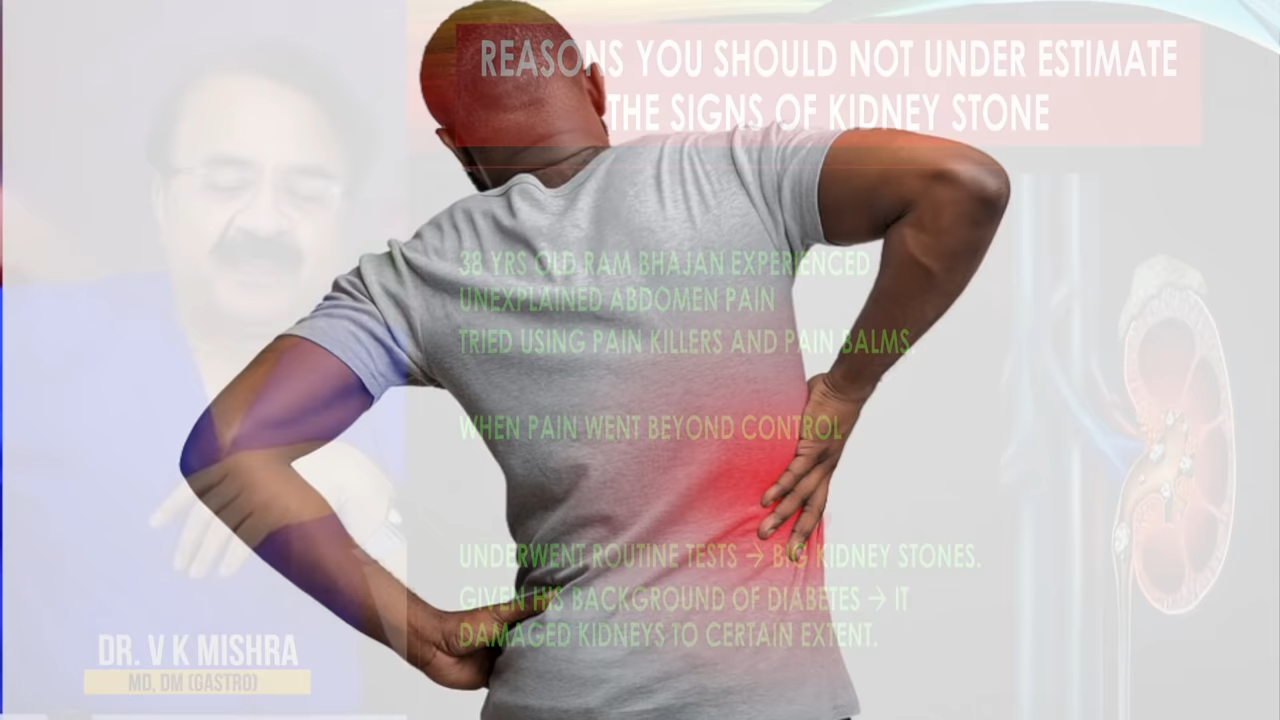 REASONS YOU SHOULD NOT UNDER ESTIMATE
THE SIGNS OF KIDNEY STONE
38 YRS OLD RAM BHAJAN EXPERIENCED
UNEXPLAINED ABDOMEN PAIN
TRIED USING PAIN KILLERS AND PAIN BALMS.
WHEN PAIN WENT BEYOND CONTROL
UNDERWENT ROUTINE TESTS → BIG KIDNEY STONES.
GIVEN HIS BACKGROUND OF DIABETES → IT
DAMAGED KIDNEYS TO CERTAIN EXTENT.
DR. V K MISHRA
MD, DM (GASTRO)